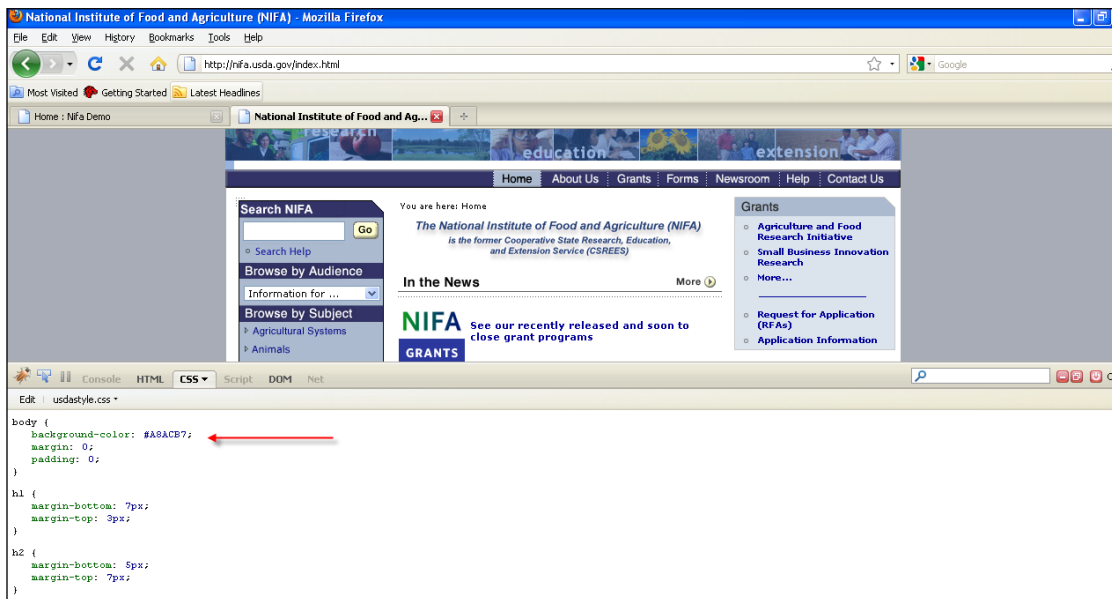 National Institute of Food and Agriculture (NIFA) - Mozilla Firefox
File Edit View History Bookmarks Tools Help
http://nifa.usda.gov/index.html
Google
Most Visited Getting Started Latest Headlines
Home : Nifa Demo
National Institute of Food and Ag...
research
education
extension
Home About Us Grants Forms Newsroom Help Contact Us
Search NIFA
Go
Search Help
Browse by Audience
Information for ...
Browse by Subject
Agricultural Systems
Animals
You are here: Home
The National Institute of Food and Agriculture (NIFA)
is the former Cooperative State Research, Education,
and Extension Service (CSREES)
In the News
More
NIFA
GRANTS
See our recently released and soon to
close grant programs
Grants
Agriculture and Food
Research Initiative
Small Business Innovation
Research
More...
Request for Application
(RFAs)
Application Information
Console HTML CSS Script DOM Net
Edit usdastyle.css
body {
background-color: #A8ACB7;
margin: 0;
padding: 0;
}
h1 {
margin-bottom: 7px;
margin-top: 3px;
}
h2 {
margin-bottom: 5px;
margin-top: 7px;
}